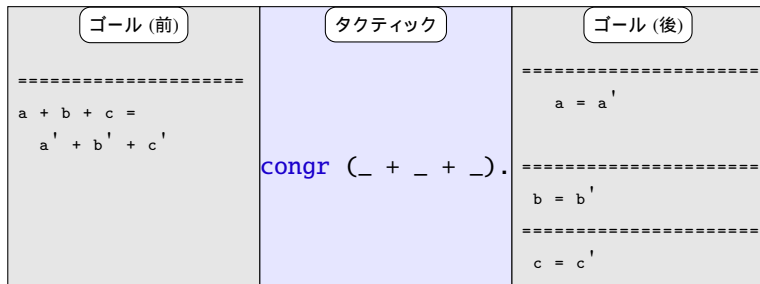 ゴール (前)
=====================
a + b + c =
a' + b' + c'
タクティック
congr (_ + _ + _).
ゴール (後)
======================
a = a'
======================
b = b'
======================
c = c'